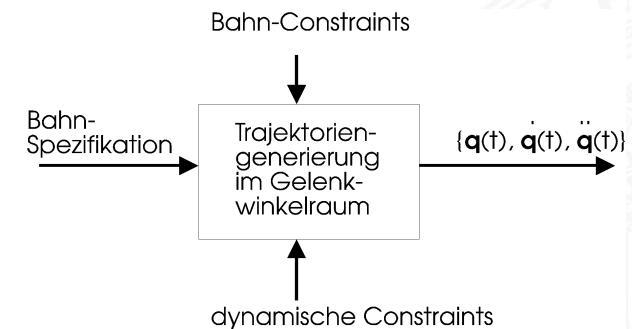 Bahn-Constraints
Bahn-
Spezifikation
Trajektorien-
generierung
im Gelenk-
winkelraum
{q(t), q̇(t), q̈(t)}
dynamische Constraints